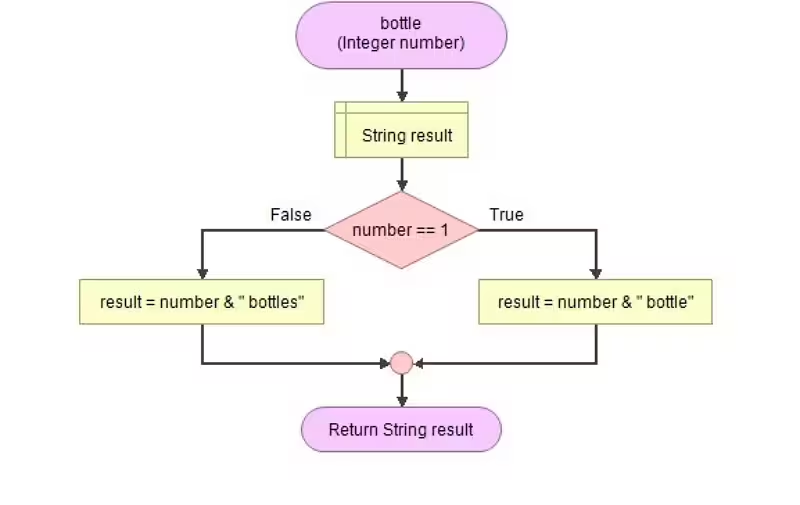 bottle
(Integer number)
String result
False
True
number == 1
result = number & " bottles"
result = number & " bottle"
Return String result